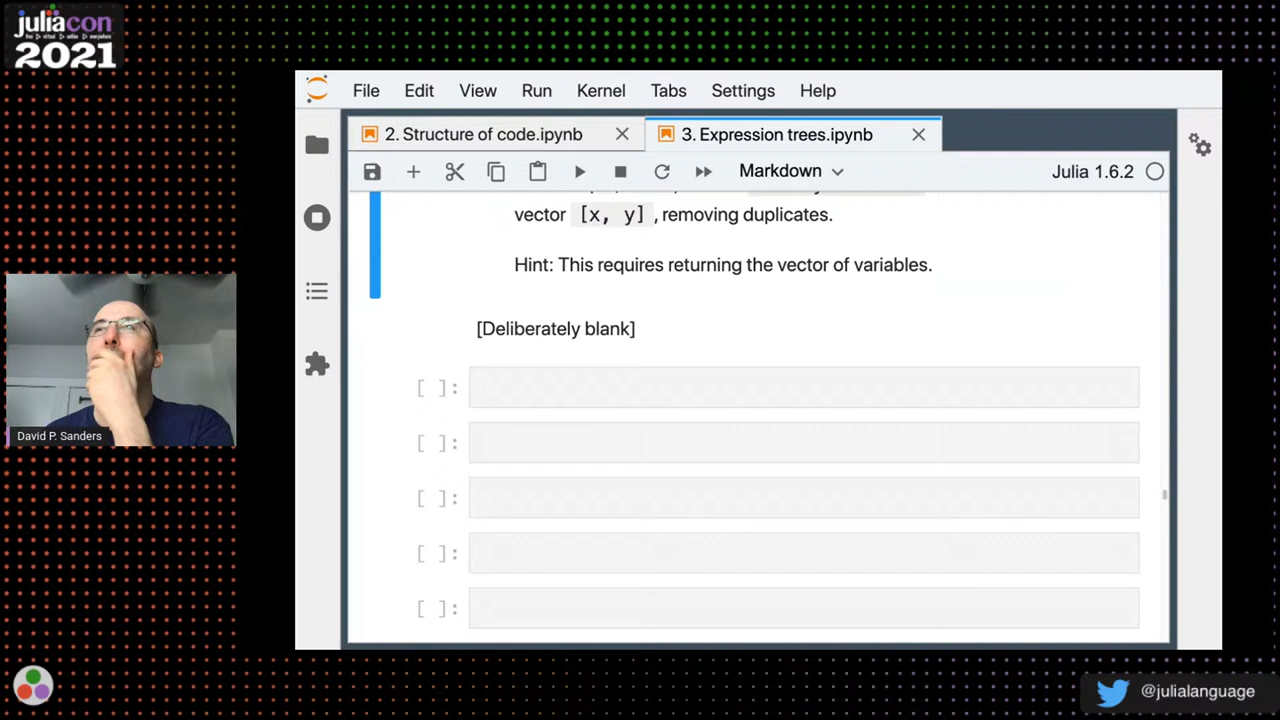 juliacon
2021
File Edit View Run Kernel Tabs Settings Help
2. Structure of code.ipynb
3. Expression trees.ipynb
Markdown
Julia 1.6.2
vector [x, y], removing duplicates.
Hint: This requires returning the vector of variables.
[Deliberately blank]
[ ]:
[ ]:
[ ]:
[ ]:
[ ]:
David P. Sanders
@julialanguage